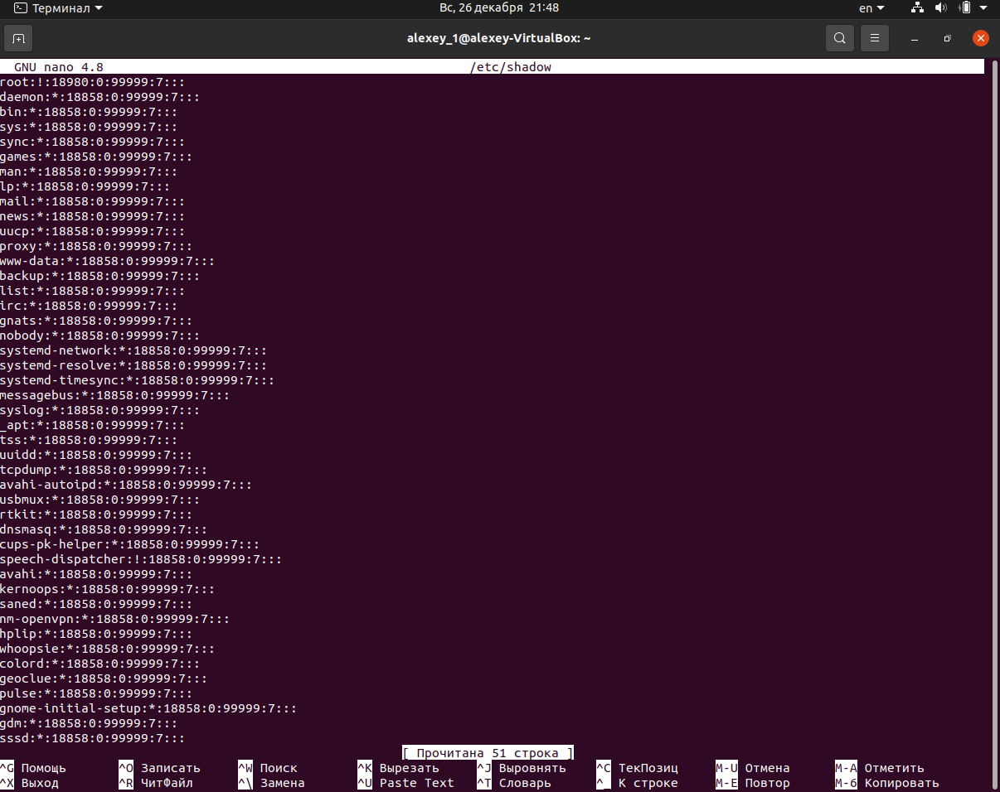 Терминал
Вс, 26 декабря 21:48
en
alexey_1@alexey-VirtualBox: ~
GNU nano 4.8 /etc/shadow
root:!:18980:0:99999:7:::
daemon:*:18858:0:99999:7:::
bin:*:18858:0:99999:7:::
sys:*:18858:0:99999:7:::
sync:*:18858:0:99999:7:::
games:*:18858:0:99999:7:::
man:*:18858:0:99999:7:::
lp:*:18858:0:99999:7:::
mail:*:18858:0:99999:7:::
news:*:18858:0:99999:7:::
uucp:*:18858:0:99999:7:::
proxy:*:18858:0:99999:7:::
www-data:*:18858:0:99999:7:::
backup:*:18858:0:99999:7:::
list:*:18858:0:99999:7:::
irc:*:18858:0:99999:7:::
gnats:*:18858:0:99999:7:::
nobody:*:18858:0:99999:7:::
systemd-network:*:18858:0:99999:7:::
systemd-resolve:*:18858:0:99999:7:::
systemd-timesync:*:18858:0:99999:7:::
messagebus:*:18858:0:99999:7:::
syslog:*:18858:0:99999:7:::
_apt:*:18858:0:99999:7:::
tss:*:18858:0:99999:7:::
uuidd:*:18858:0:99999:7:::
tcpdump:*:18858:0:99999:7:::
avahi-autoipd:*:18858:0:99999:7:::
usbmux:*:18858:0:99999:7:::
rtkit:*:18858:0:99999:7:::
dnsmasq:*:18858:0:99999:7:::
cups-pk-helper:*:18858:0:99999:7:::
speech-dispatcher:!:18858:0:99999:7:::
avahi:*:18858:0:99999:7:::
kernoops:*:18858:0:99999:7:::
saned:*:18858:0:99999:7:::
nm-openvpn:*:18858:0:99999:7:::
hplip:*:18858:0:99999:7:::
whoopsie:*:18858:0:99999:7:::
colord:*:18858:0:99999:7:::
geoclue:*:18858:0:99999:7:::
pulse:*:18858:0:99999:7:::
gnome-initial-setup:*:18858:0:99999:7:::
gdm:*:18858:0:99999:7:::
sssd:*:18858:0:99999:7:::
[ Прочитана 51 строка ]
^G Помощь ^O Записать ^W Поиск ^K Вырезать ^J Выровнять ^C ТекПозиц M-U Отмена M-A Отметить
^X Выход ^R ЧитФайл ^\ Замена ^U Paste Text ^T Словарь ^_ К строке M-E Повтор M-6 Копировать